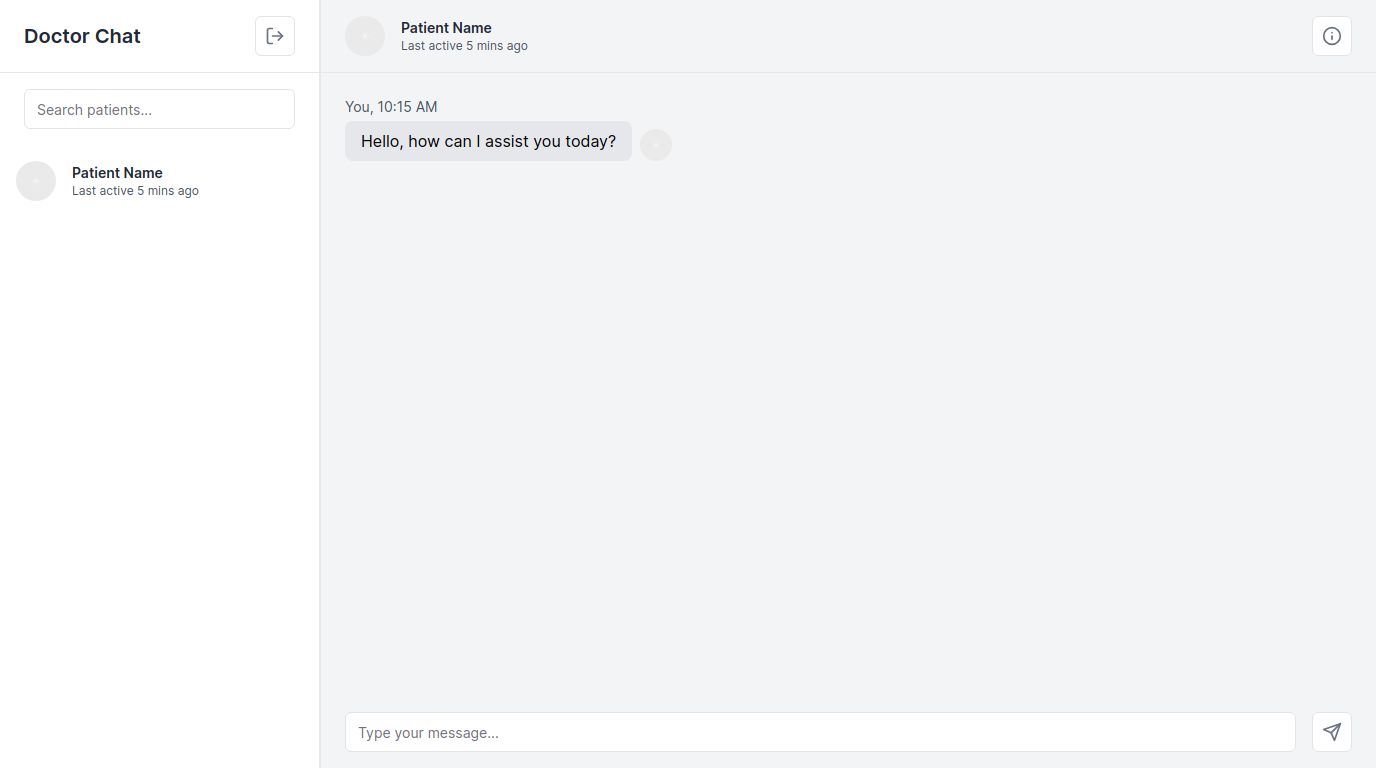 Doctor Chat
Search patients...
Patient Name
Last active 5 mins ago
Patient Name
Last active 5 mins ago
You, 10:15 AM
Hello, how can I assist you today?
Type your message...